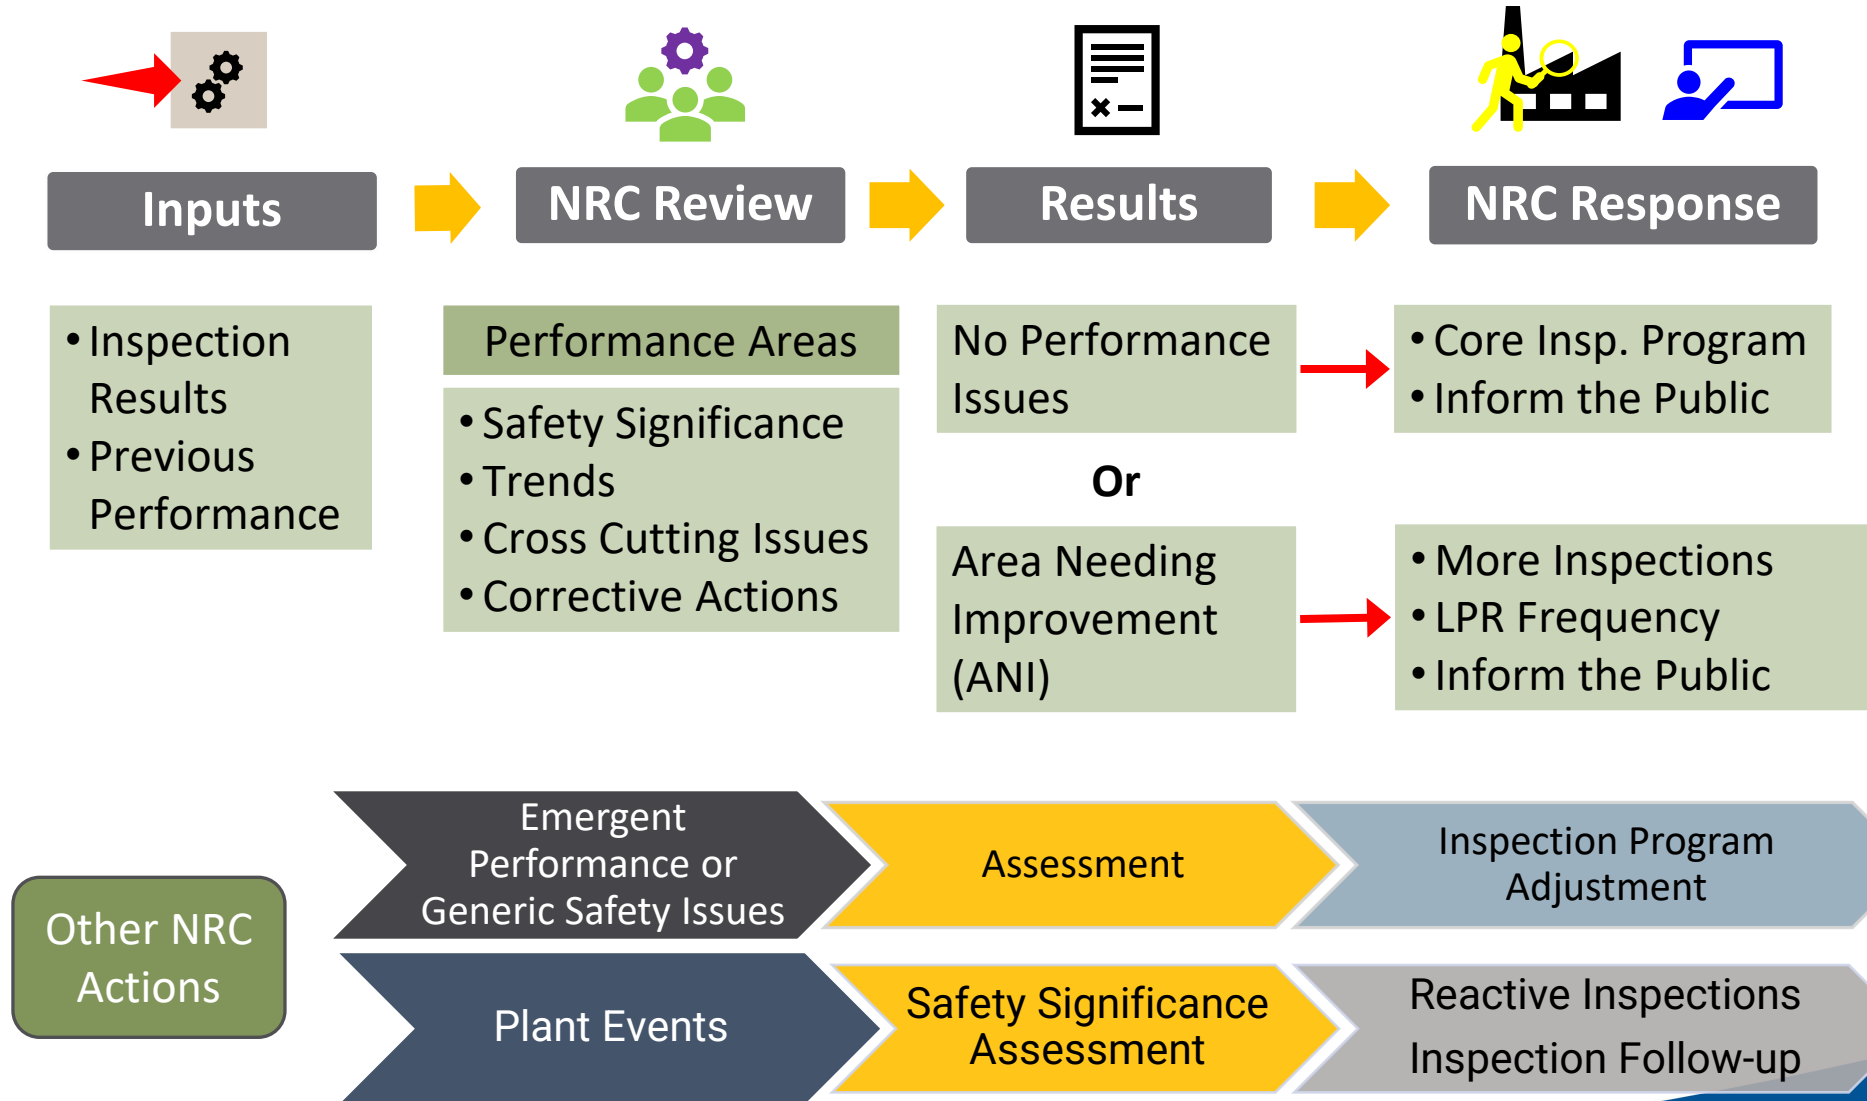 Inputs
NRC Review
Results
NRC Response
• Inspection
Results
• Previous
Performance
Performance Areas
• Safety Significance
• Trends
• Cross Cutting Issues
• Corrective Actions
No Performance
Issues
Or
Area Needing
Improvement
(ANI)
• Core Insp. Program
• Inform the Public
• More Inspections
• LPR Frequency
• Inform the Public
Other NRC
Actions
Emergent
Performance or
Generic Safety Issues
Assessment
Inspection Program
Adjustment
Plant Events
Safety Significance
Assessment
Reactive Inspections
Inspection Follow-up